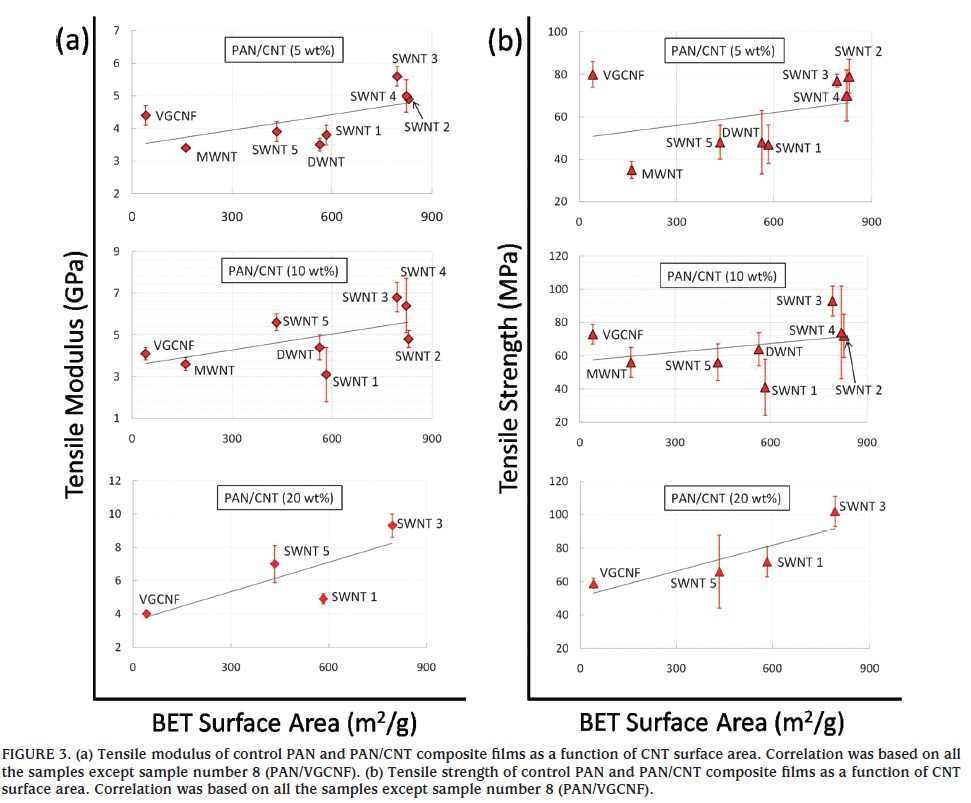 (a)
Tensile Modulus (GPa)
PAN/CNT (5 wt%)
7
6
5
4
3
2
0
300
600
900
VGCNF
MWNT
SWNT 5
SWNT 1
DWNT
SWNT 3
SWNT 4
SWNT 2
PAN/CNT (10 wt%)
9
7
5
3
1
0
300
600
900
VGCNF
MWNT
SWNT 5
DWNT
SWNT 1
SWNT 3
SWNT 4
SWNT 2
PAN/CNT (20 wt%)
12
10
8
6
4
2
0
300
600
900
VGCNF
SWNT 5
SWNT 1
SWNT 3
BET Surface Area (m²/g)
(b)
Tensile Strength (MPa)
PAN/CNT (5 wt%)
100
80
60
40
20
0
300
600
900
VGCNF
MWNT
SWNT 5
DWNT
SWNT 1
SWNT 3
SWNT 2
SWNT 4
PAN/CNT (10 wt%)
120
100
80
60
40
20
0
300
600
900
VGCNF
MWNT
SWNT 5
DWNT
SWNT 1
SWNT 3
SWNT 4
SWNT 2
PAN/CNT (20 wt%)
120
100
80
60
40
20
0
300
600
900
VGCNF
SWNT 5
SWNT 1
SWNT 3
BET Surface Area (m²/g)
FIGURE 3. (a) Tensile modulus of control PAN and PAN/CNT composite films as a function of CNT surface area. Correlation was based on all
the samples except sample number 8 (PAN/VGCNF). (b) Tensile strength of control PAN and PAN/CNT composite films as a function of CNT
surface area. Correlation was based on all the samples except sample number 8 (PAN/VGCNF).